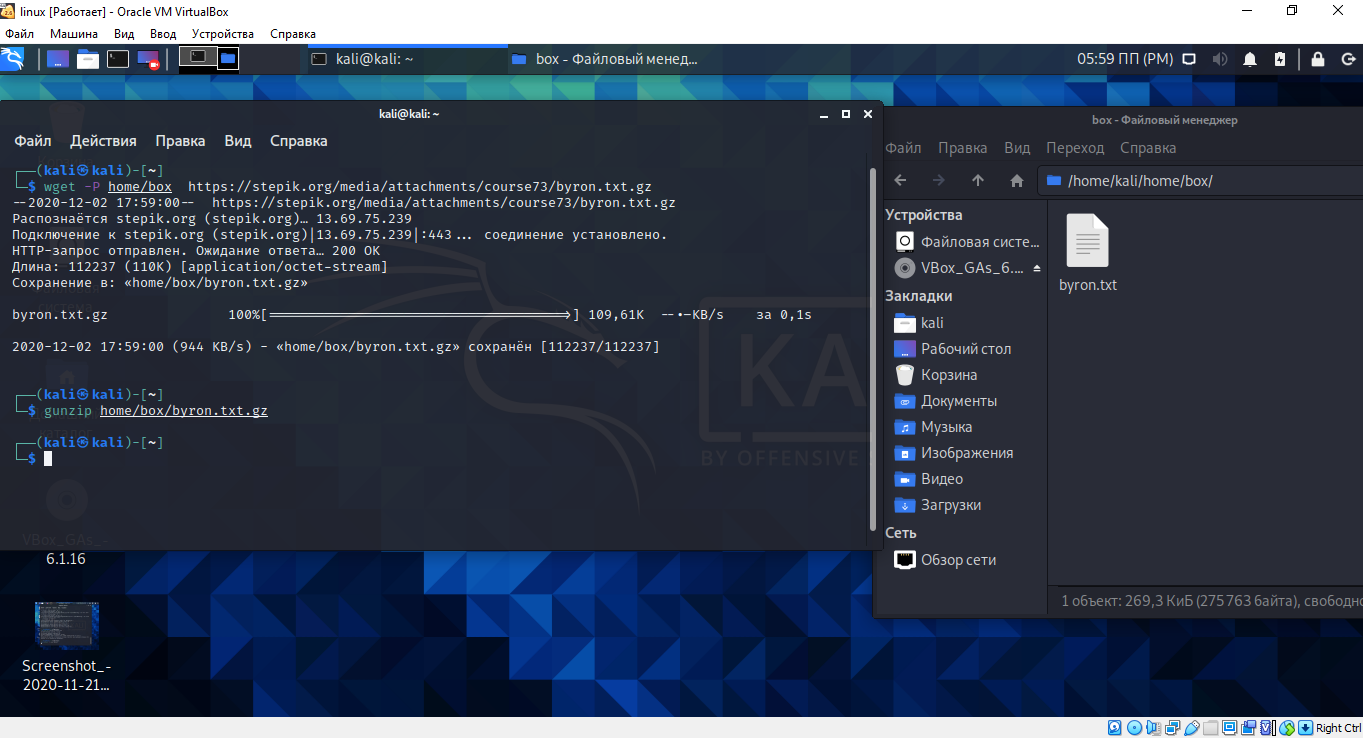 linux [Работает] - Oracle VM VirtualBox
Файл Машина Вид Ввод Устройства Справка
kali@kali: ~
box - Файловый менед...
05:59 ПП (PM)
kali@kali: ~
Файл Действия Правка Вид Справка
┌──(kali㉿kali)-[~]
└─$ wget -P home/box  https://stepik.org/media/attachments/course73/byron.txt.gz
--2020-12-02 17:59:00--  https://stepik.org/media/attachments/course73/byron.txt.gz
Распознаётся stepik.org (stepik.org)… 13.69.75.239
Подключение к stepik.org (stepik.org)|13.69.75.239|:443... соединение установлено.
HTTP-запрос отправлен. Ожидание ответа… 200 OK
Длина: 112237 (110K) [application/octet-stream]
Сохранение в: «home/box/byron.txt.gz»
byron.txt.gz 100%[===================================>] 109,61K --.-KB/s за 0,1s
2020-12-02 17:59:00 (944 KB/s) - «home/box/byron.txt.gz» сохранён [112237/112237]
┌──(kali㉿kali)-[~]
└─$ gunzip home/box/byron.txt.gz
┌──(kali㉿kali)-[~]
└─$
KA
BY OFFENSIVE
VBox_GAs_-
6.1.16
Screenshot_-
2020-11-21...
box - Файловый менеджер
Файл Правка Вид Переход Справка
/home/kali/home/box/
Устройства
Файловая систе...
VBox_GAs_6....
Закладки
kali
Рабочий стол
Корзина
Документы
Музыка
Изображения
Видео
Загрузки
Сеть
Обзор сети
byron.txt
1 объект: 269,3 КиБ (275 763 байта), свободно
Right Ctrl